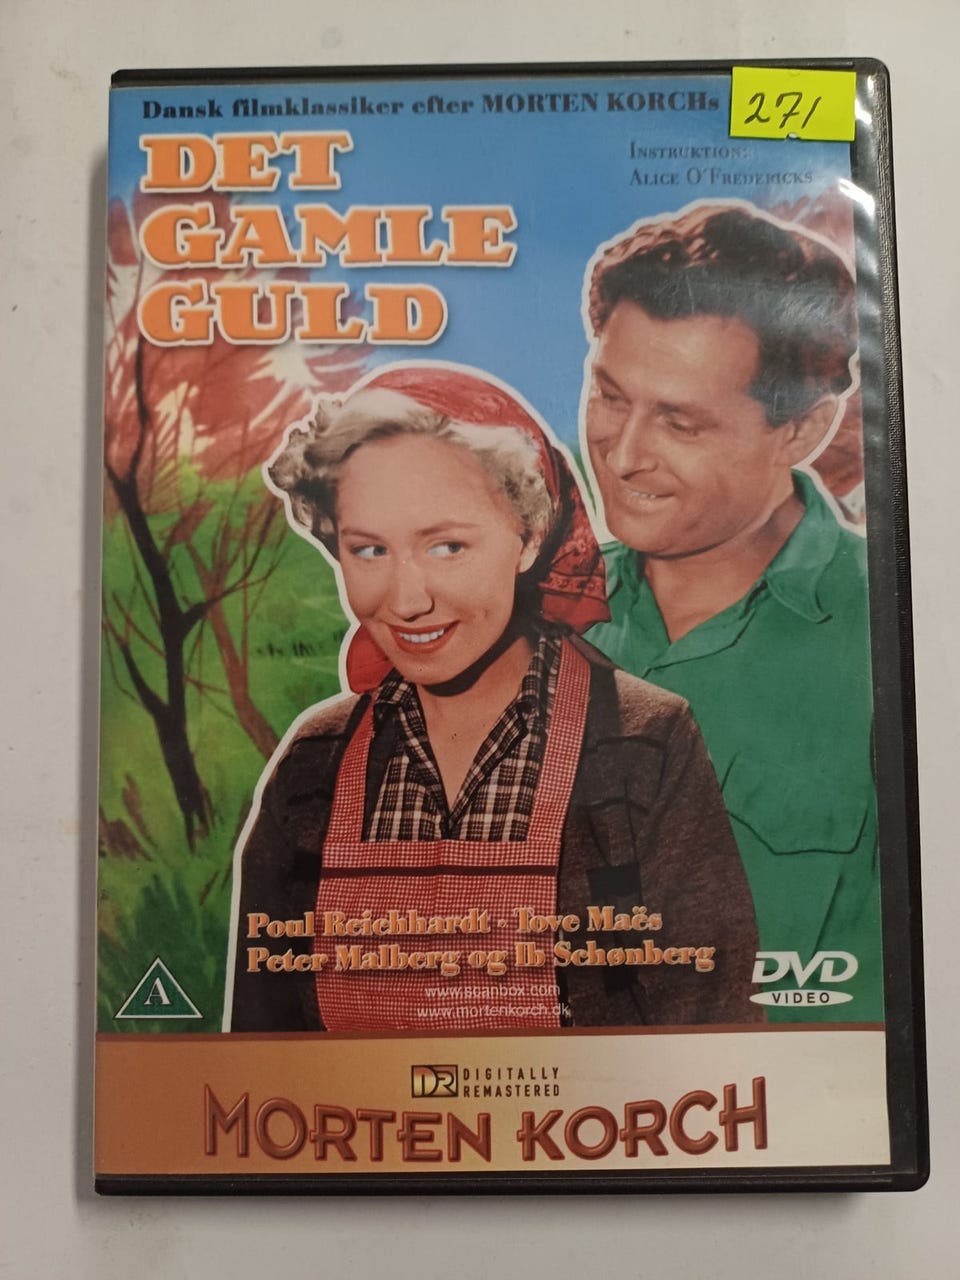 Dansk filmklassiker efter MORTEN KORCHs
271
DET
GAMLE
GULD
INSTRUKTION:
ALICE O´FREDERICKS
Poul Reichhardt - Tove Maës
Peter Malberg og Ib Schønberg
www.scanbox.com
www.mortenkorch.dk
A
DVD
VIDEO
DR DIGITALLY
REMASTERED
MORTEN KORCH